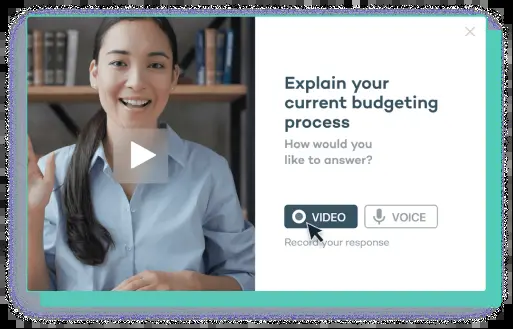 Explain your
current budgeting
process
How would you
like to answer?
VIDEO
VOICE
Record your response